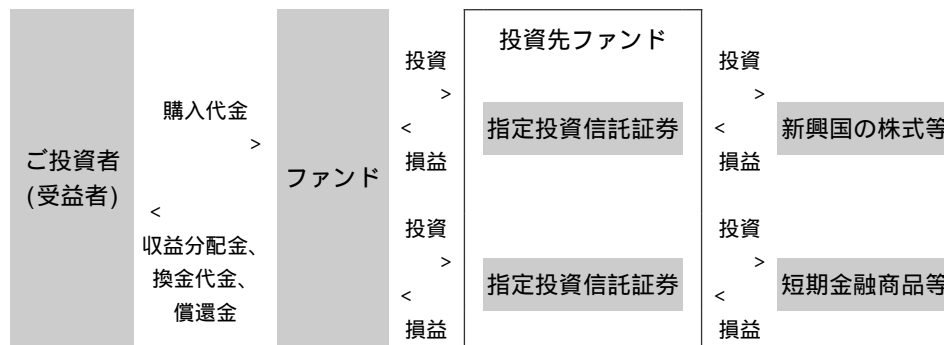 ご投資者
(受益者)
購入代金
>
<
収益分配金、
換金代金、
償還金
ファンド
投資
>
<
損益
投資
>
<
損益
投資先ファンド
指定投資信託証券
指定投資信託証券
投資
>
<
損益
投資
>
<
損益
新興国の株式等
短期金融商品等